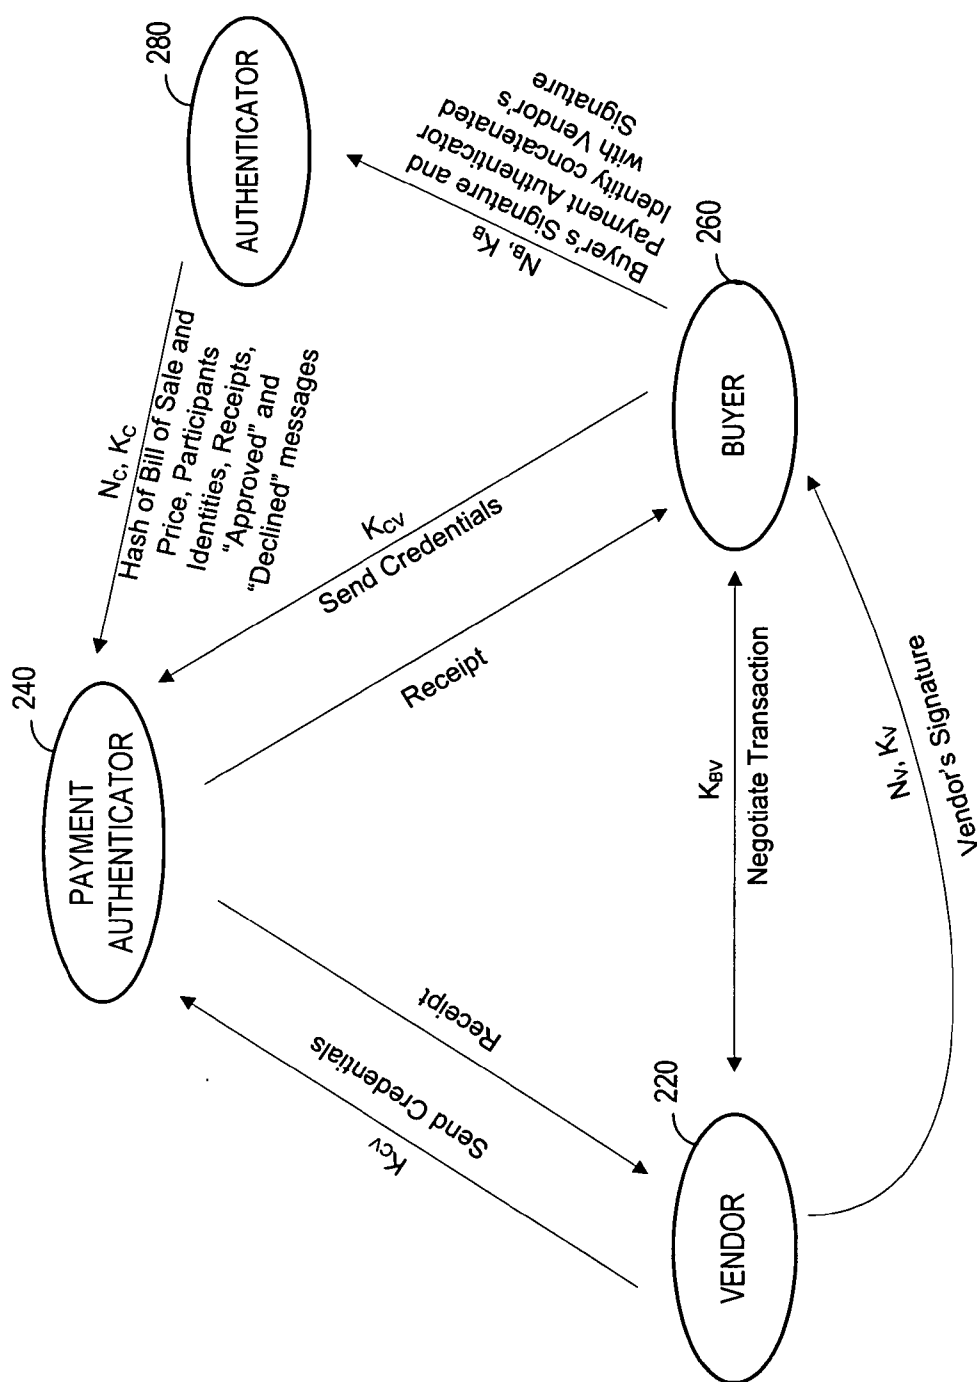 240
PAYMENT
AUTHENTICATOR
280
AUTHENTICATOR
N_C, K_C
Hash of Bill of Sale and
Price, Participants
Identities, Receipts,
“Approved” and
“Declined” messages
N_B, K_B
Buyer's Signature and
Payment Authenticator
Identity concatenated
with Vendor's
Signature
K_CV
Send Credentials
Receipt
K_CV
Send Credentials
Receipt
220
VENDOR
260
BUYER
K_BV
Negotiate Transaction
N_V, K_V
Vendor's Signature